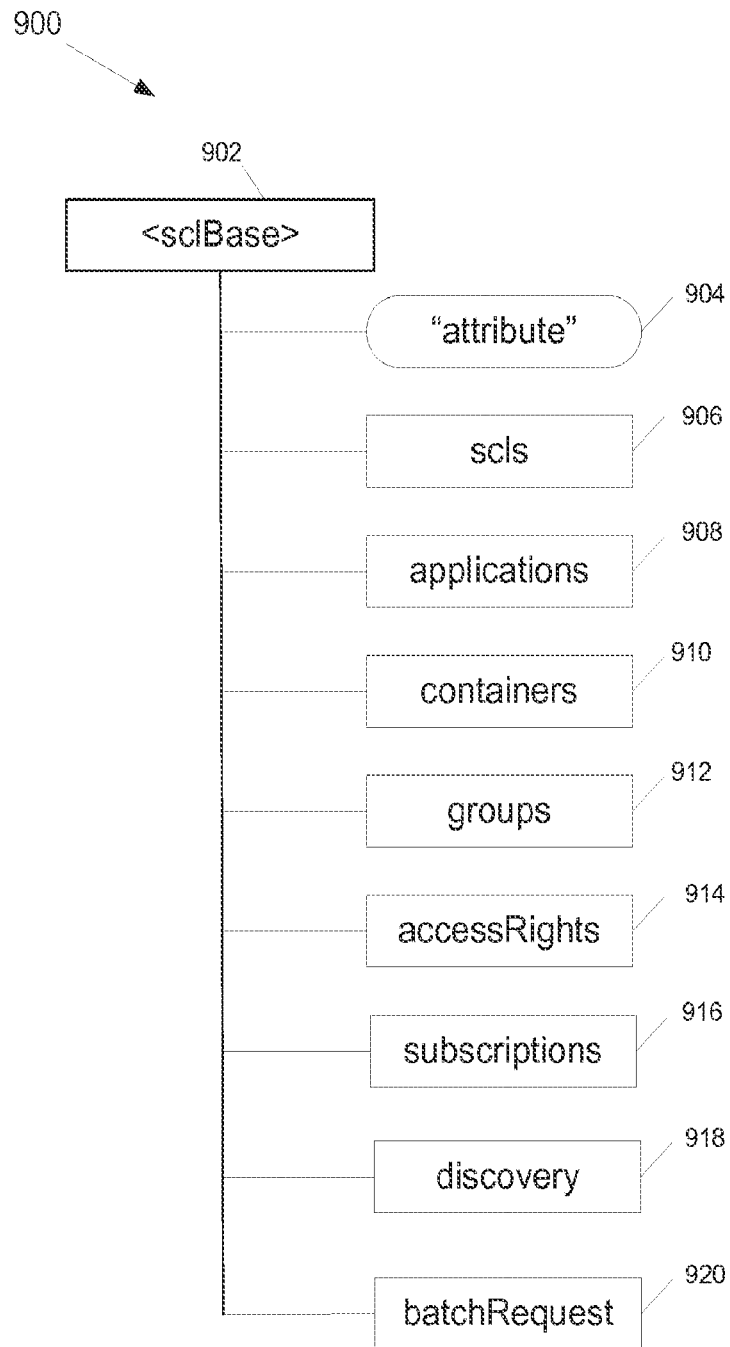 900
902
<sclBase>
904
“attribute”
906
scls
908
applications
910
containers
912
groups
914
accessRights
916
subscriptions
918
discovery
920
batchRequest